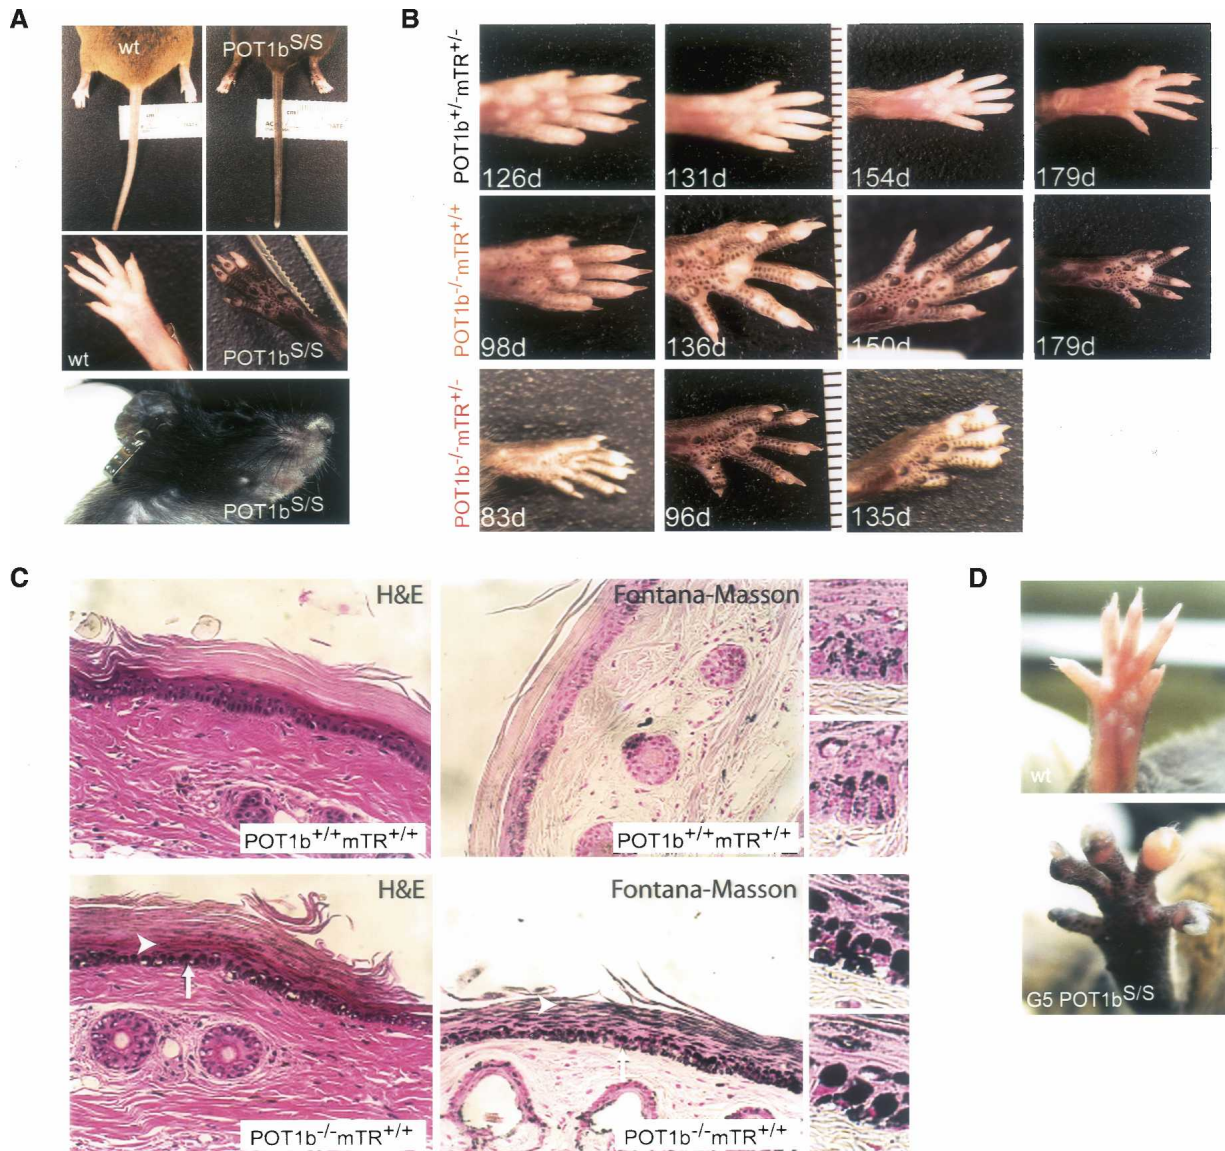 A
wt
POT1b^S/S
cm
wt
POT1b^S/S
POT1b^S/S
B
POT1b^+/-mTR^+/-
126d
131d
154d
179d
POT1b^-/-mTR^+/+
98d
136d
150d
179d
POT1b^-/-mTR^+/-
83d
96d
135d
C
H&E
POT1b^+/+mTR^+/+
Fontana-Masson
POT1b^+/+mTR^+/+
H&E
POT1b^-/-mTR^+/+
Fontana-Masson
POT1b^-/-mTR^+/+
D
wt
G5 POT1b^S/S